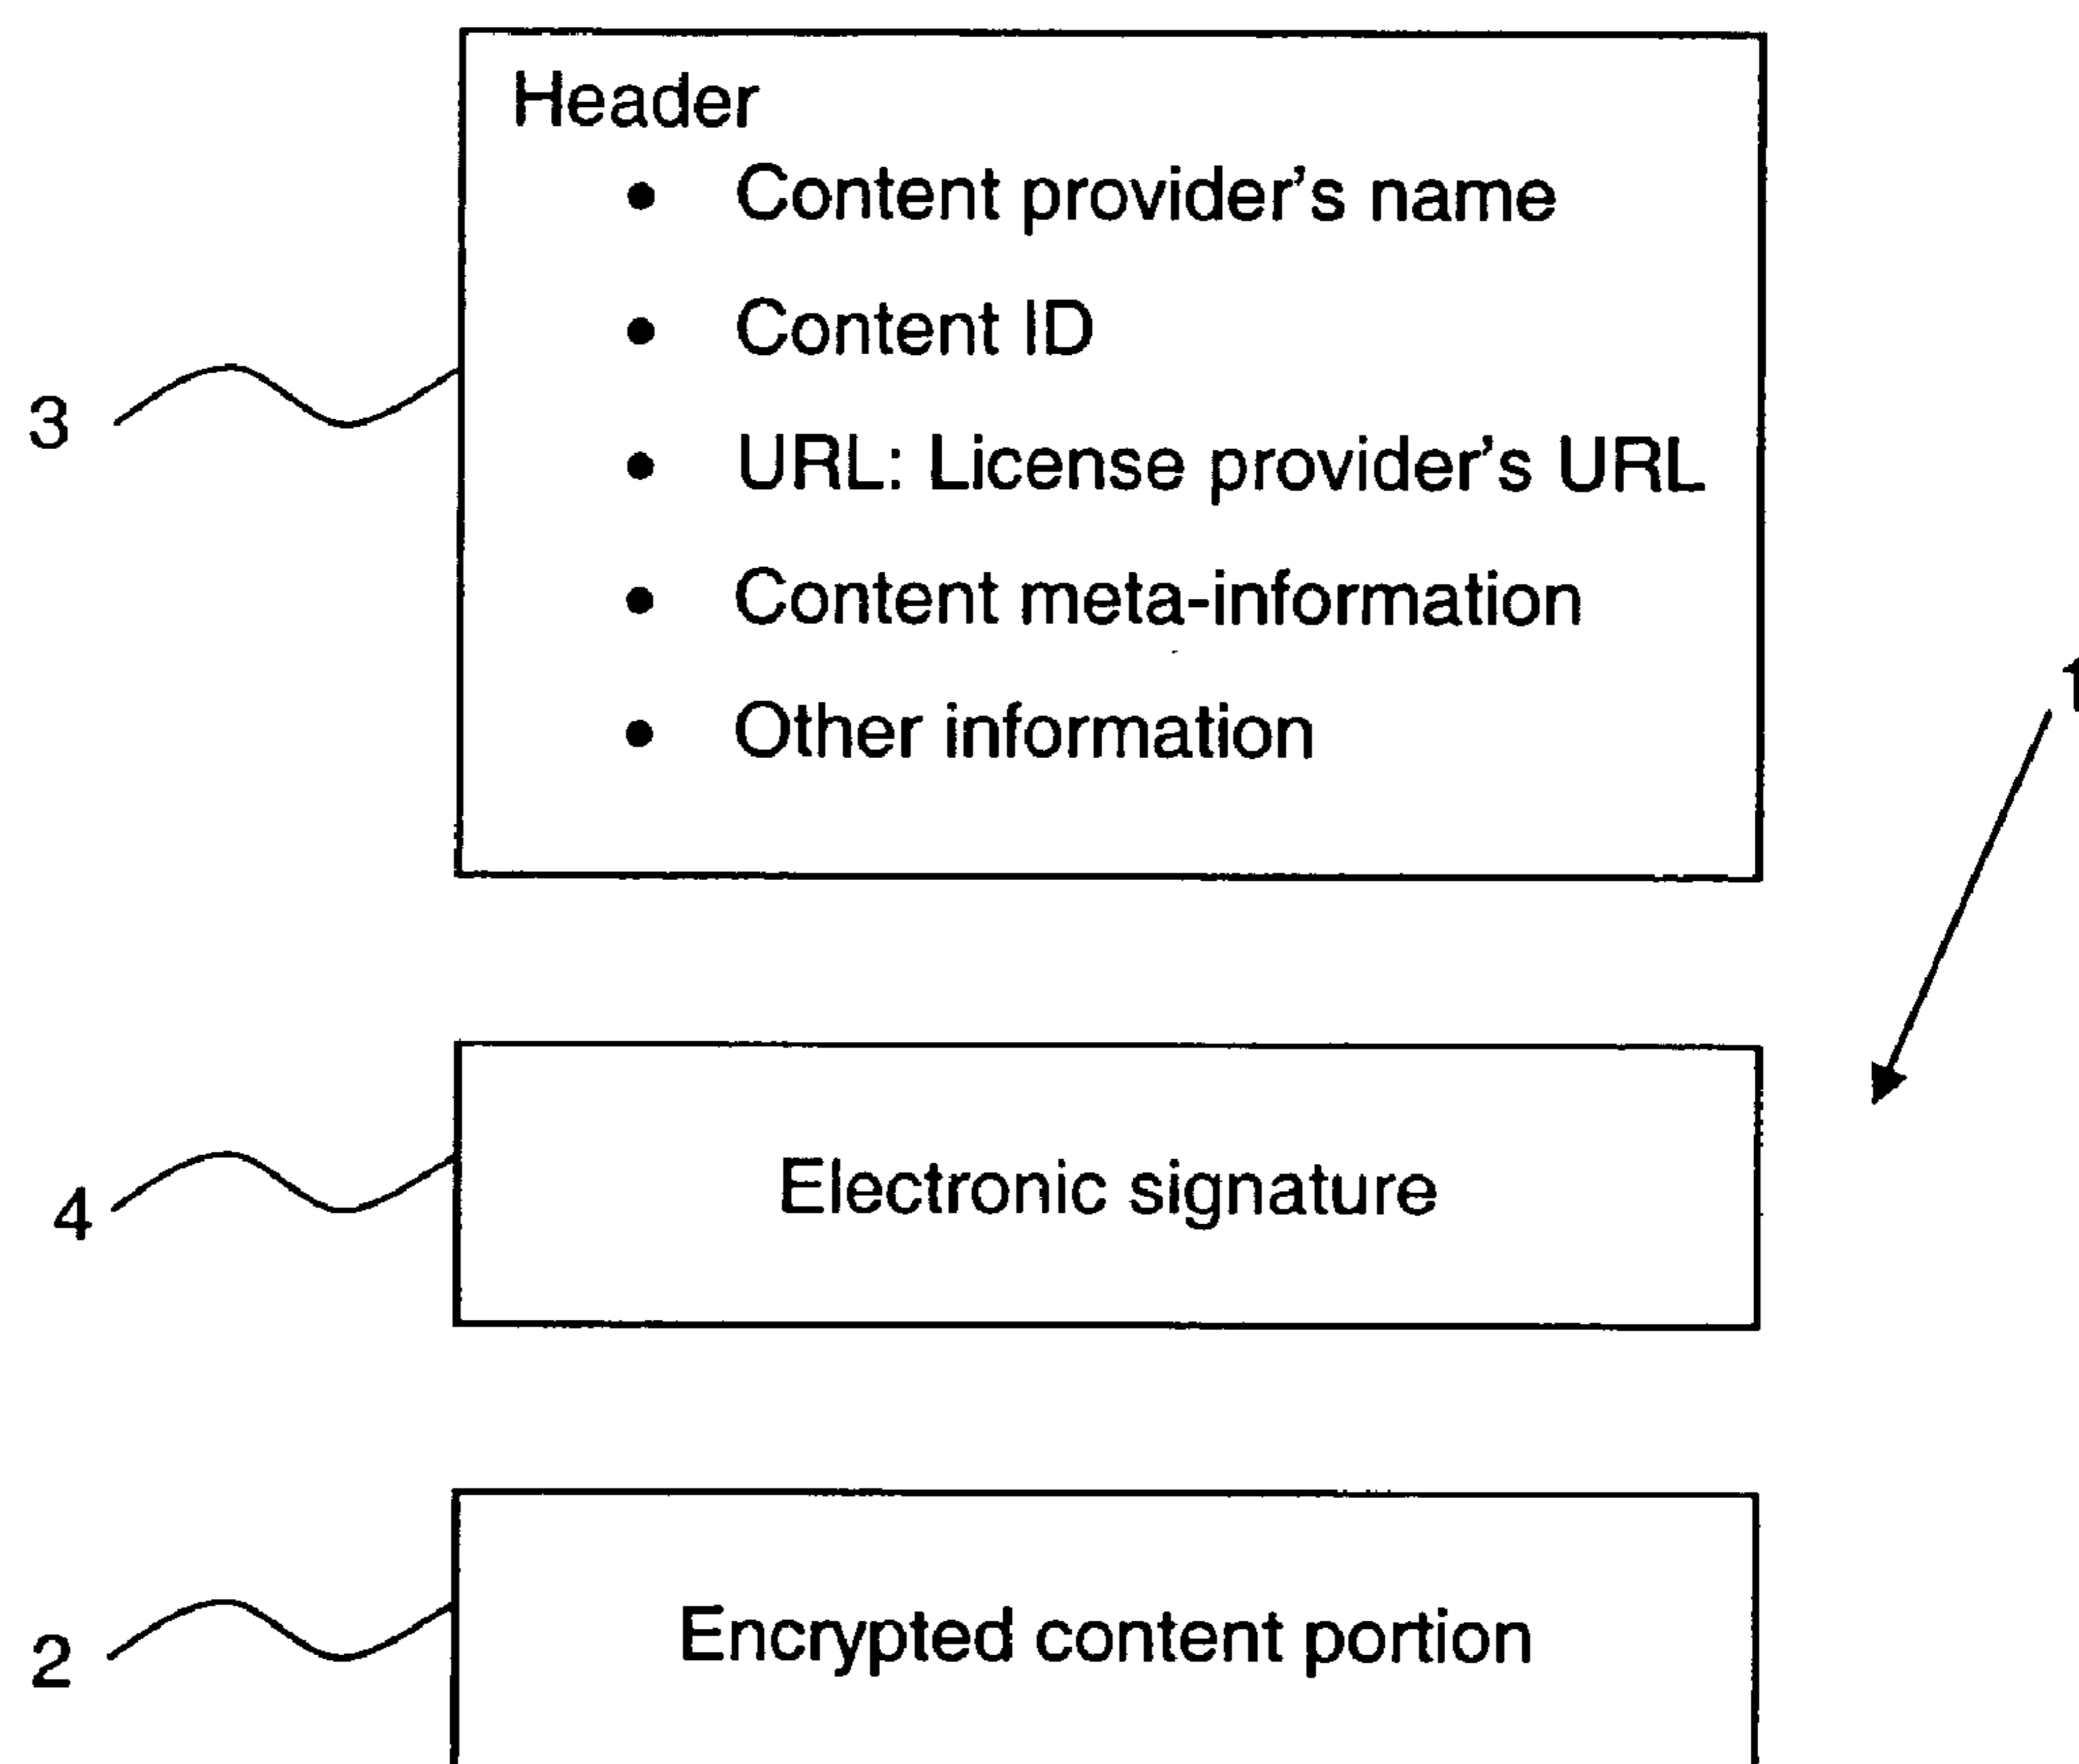 Header
• Content provider's name
• Content ID
3
• URL: License provider's URL
• Content meta-information
1
• Other information
Electronic signature
4
Encrypted content portion
2